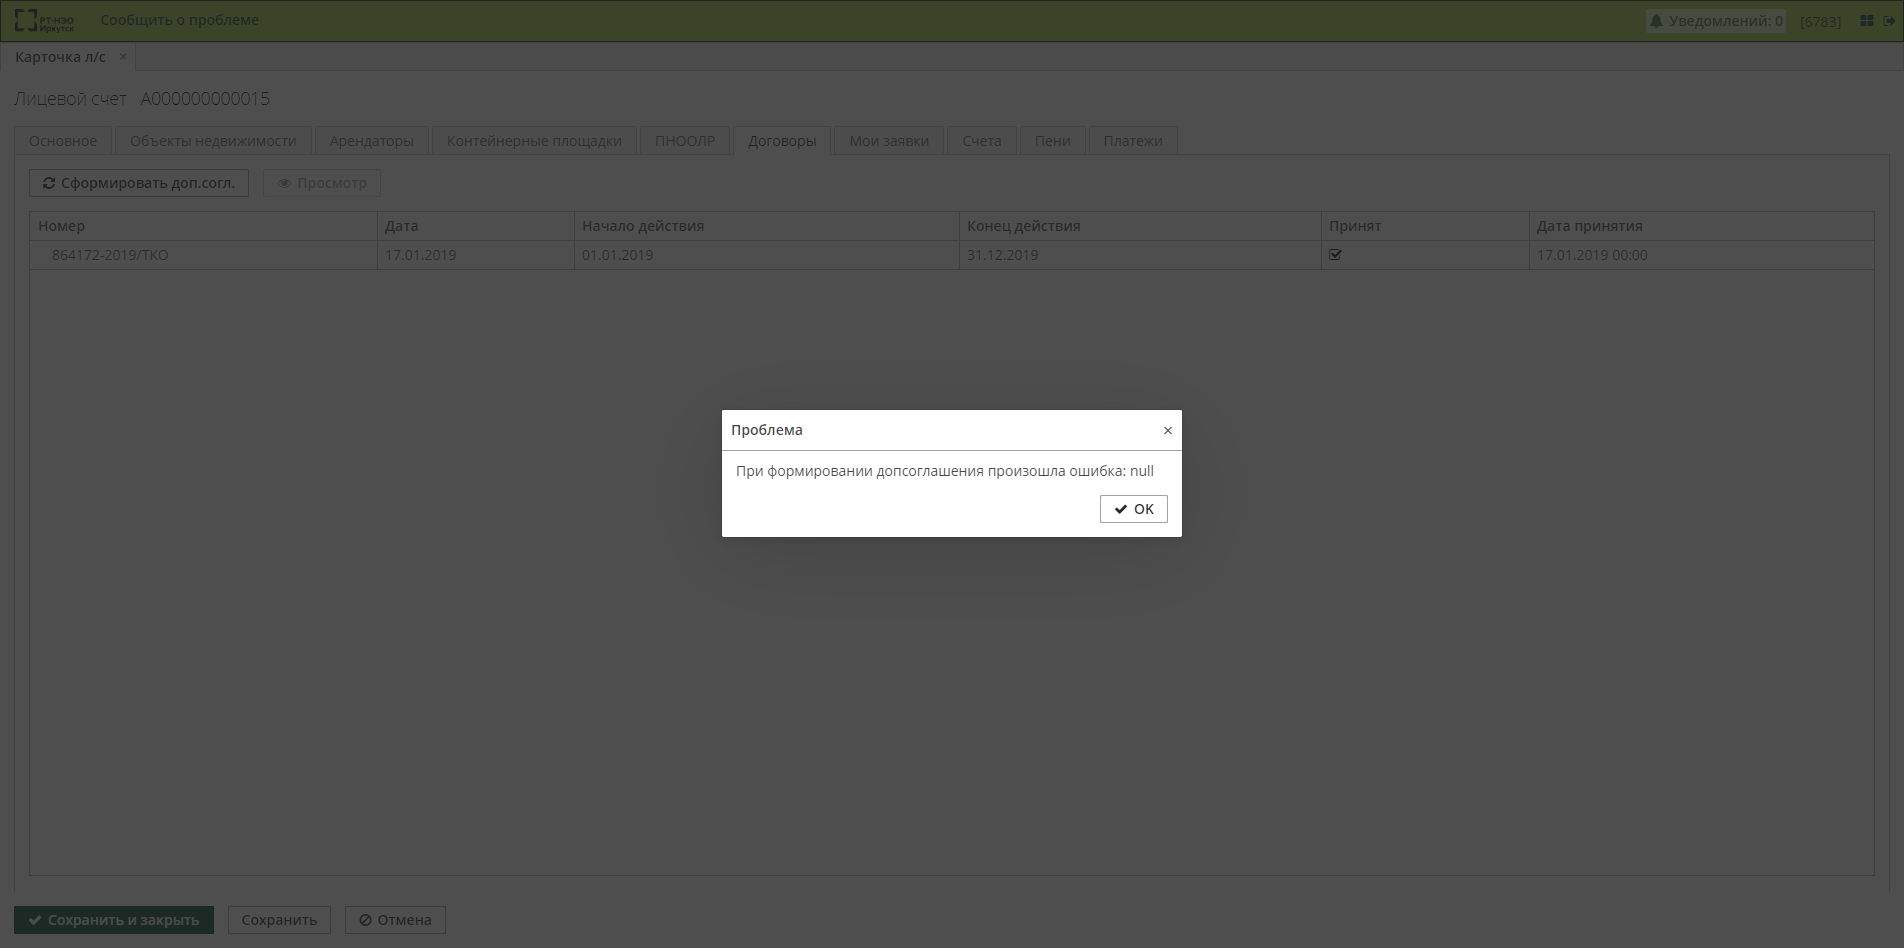 РТ-НЭО Иркутск
Сообщить о проблеме
Уведомлений: 0
[6783]
Карточка л/с ×
Лицевой счет А000000000015
Основное Объекты недвижимости Арендаторы Контейнерные площадки ПНООЛР Договоры Мои заявки Счета Пени Платежи
Сформировать доп.согл. Просмотр
Номер Дата Начало действия Конец действия Принят Дата принятия
864172-2019/ТКО 17.01.2019 01.01.2019 31.12.2019 17.01.2019 00:00
Проблема ×
При формировании допсоглашения произошла ошибка: null
OK
Сохранить и закрыть Сохранить Отмена